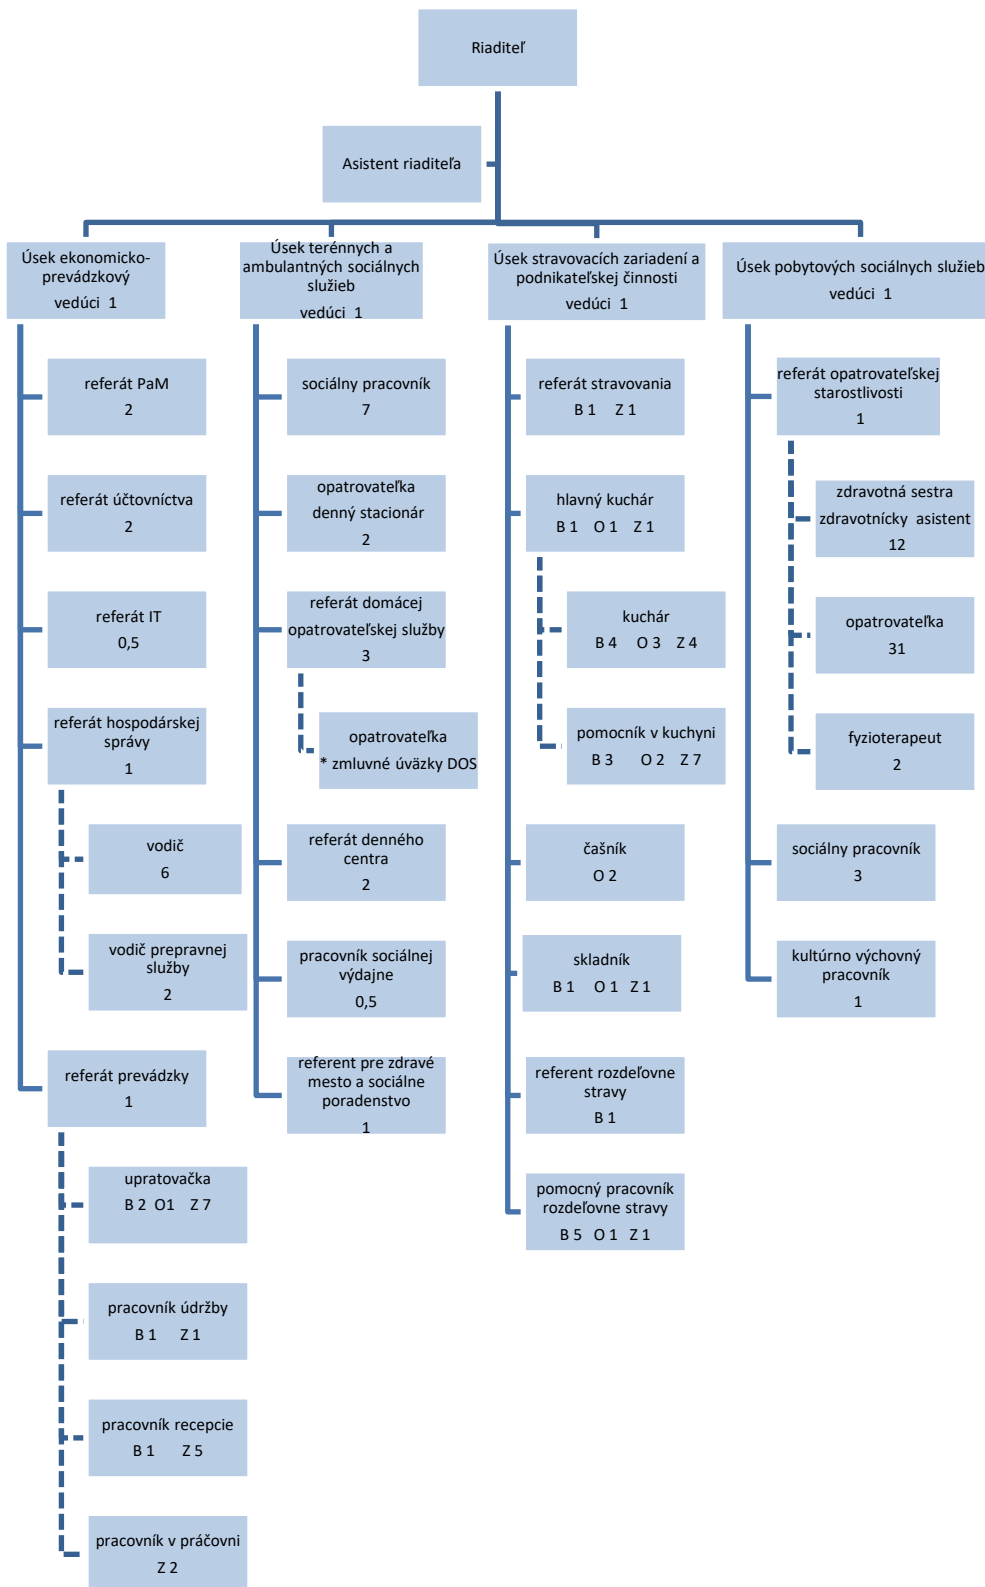 Riaditeľ
Asistent riaditeľa
Úsek ekonomicko-
prevádzkový
vedúci 1
referát PaM
2
referát účtovníctva
2
referát IT
0,5
referát hospodárskej
správy
1
vodič
6
vodič prepravnej
služby
2
referát prevádzky
1
upratovačka
B 2 O1 Z 7
pracovník údržby
B 1 Z 1
pracovník recepcie
B 1 Z 5
pracovník v práčovni
Z 2
Úsek terénnych a
ambulantných sociálnych
služieb
vedúci 1
sociálny pracovník
7
opatrovateľka
denný stacionár
2
referát domácej
opatrovateľskej služby
3
opatrovateľka
* zmluvné úväzky DOS
referát denného
centra
2
pracovník sociálnej
výdajne
0,5
referent pre zdravé
mesto a sociálne
poradenstvo
1
Úsek stravovacích zariadení a
podnikateľskej činnosti
vedúci 1
referát stravovania
B 1 Z 1
hlavný kuchár
B 1 O 1 Z 1
kuchár
B 4 O 3 Z 4
pomocník v kuchyni
B 3 O 2 Z 7
čašník
O 2
skladník
B 1 O 1 Z 1
referent rozdeľovne
stravy
B 1
pomocný pracovník
rozdeľovne stravy
B 5 O 1 Z 1
Úsek pobytových sociálnych služieb
vedúci 1
referát opatrovateľskej
starostlivosti
1
zdravotná sestra
zdravotnícky asistent
12
opatrovateľka
31
fyzioterapeut
2
sociálny pracovník
3
kultúrno výchovný
pracovník
1